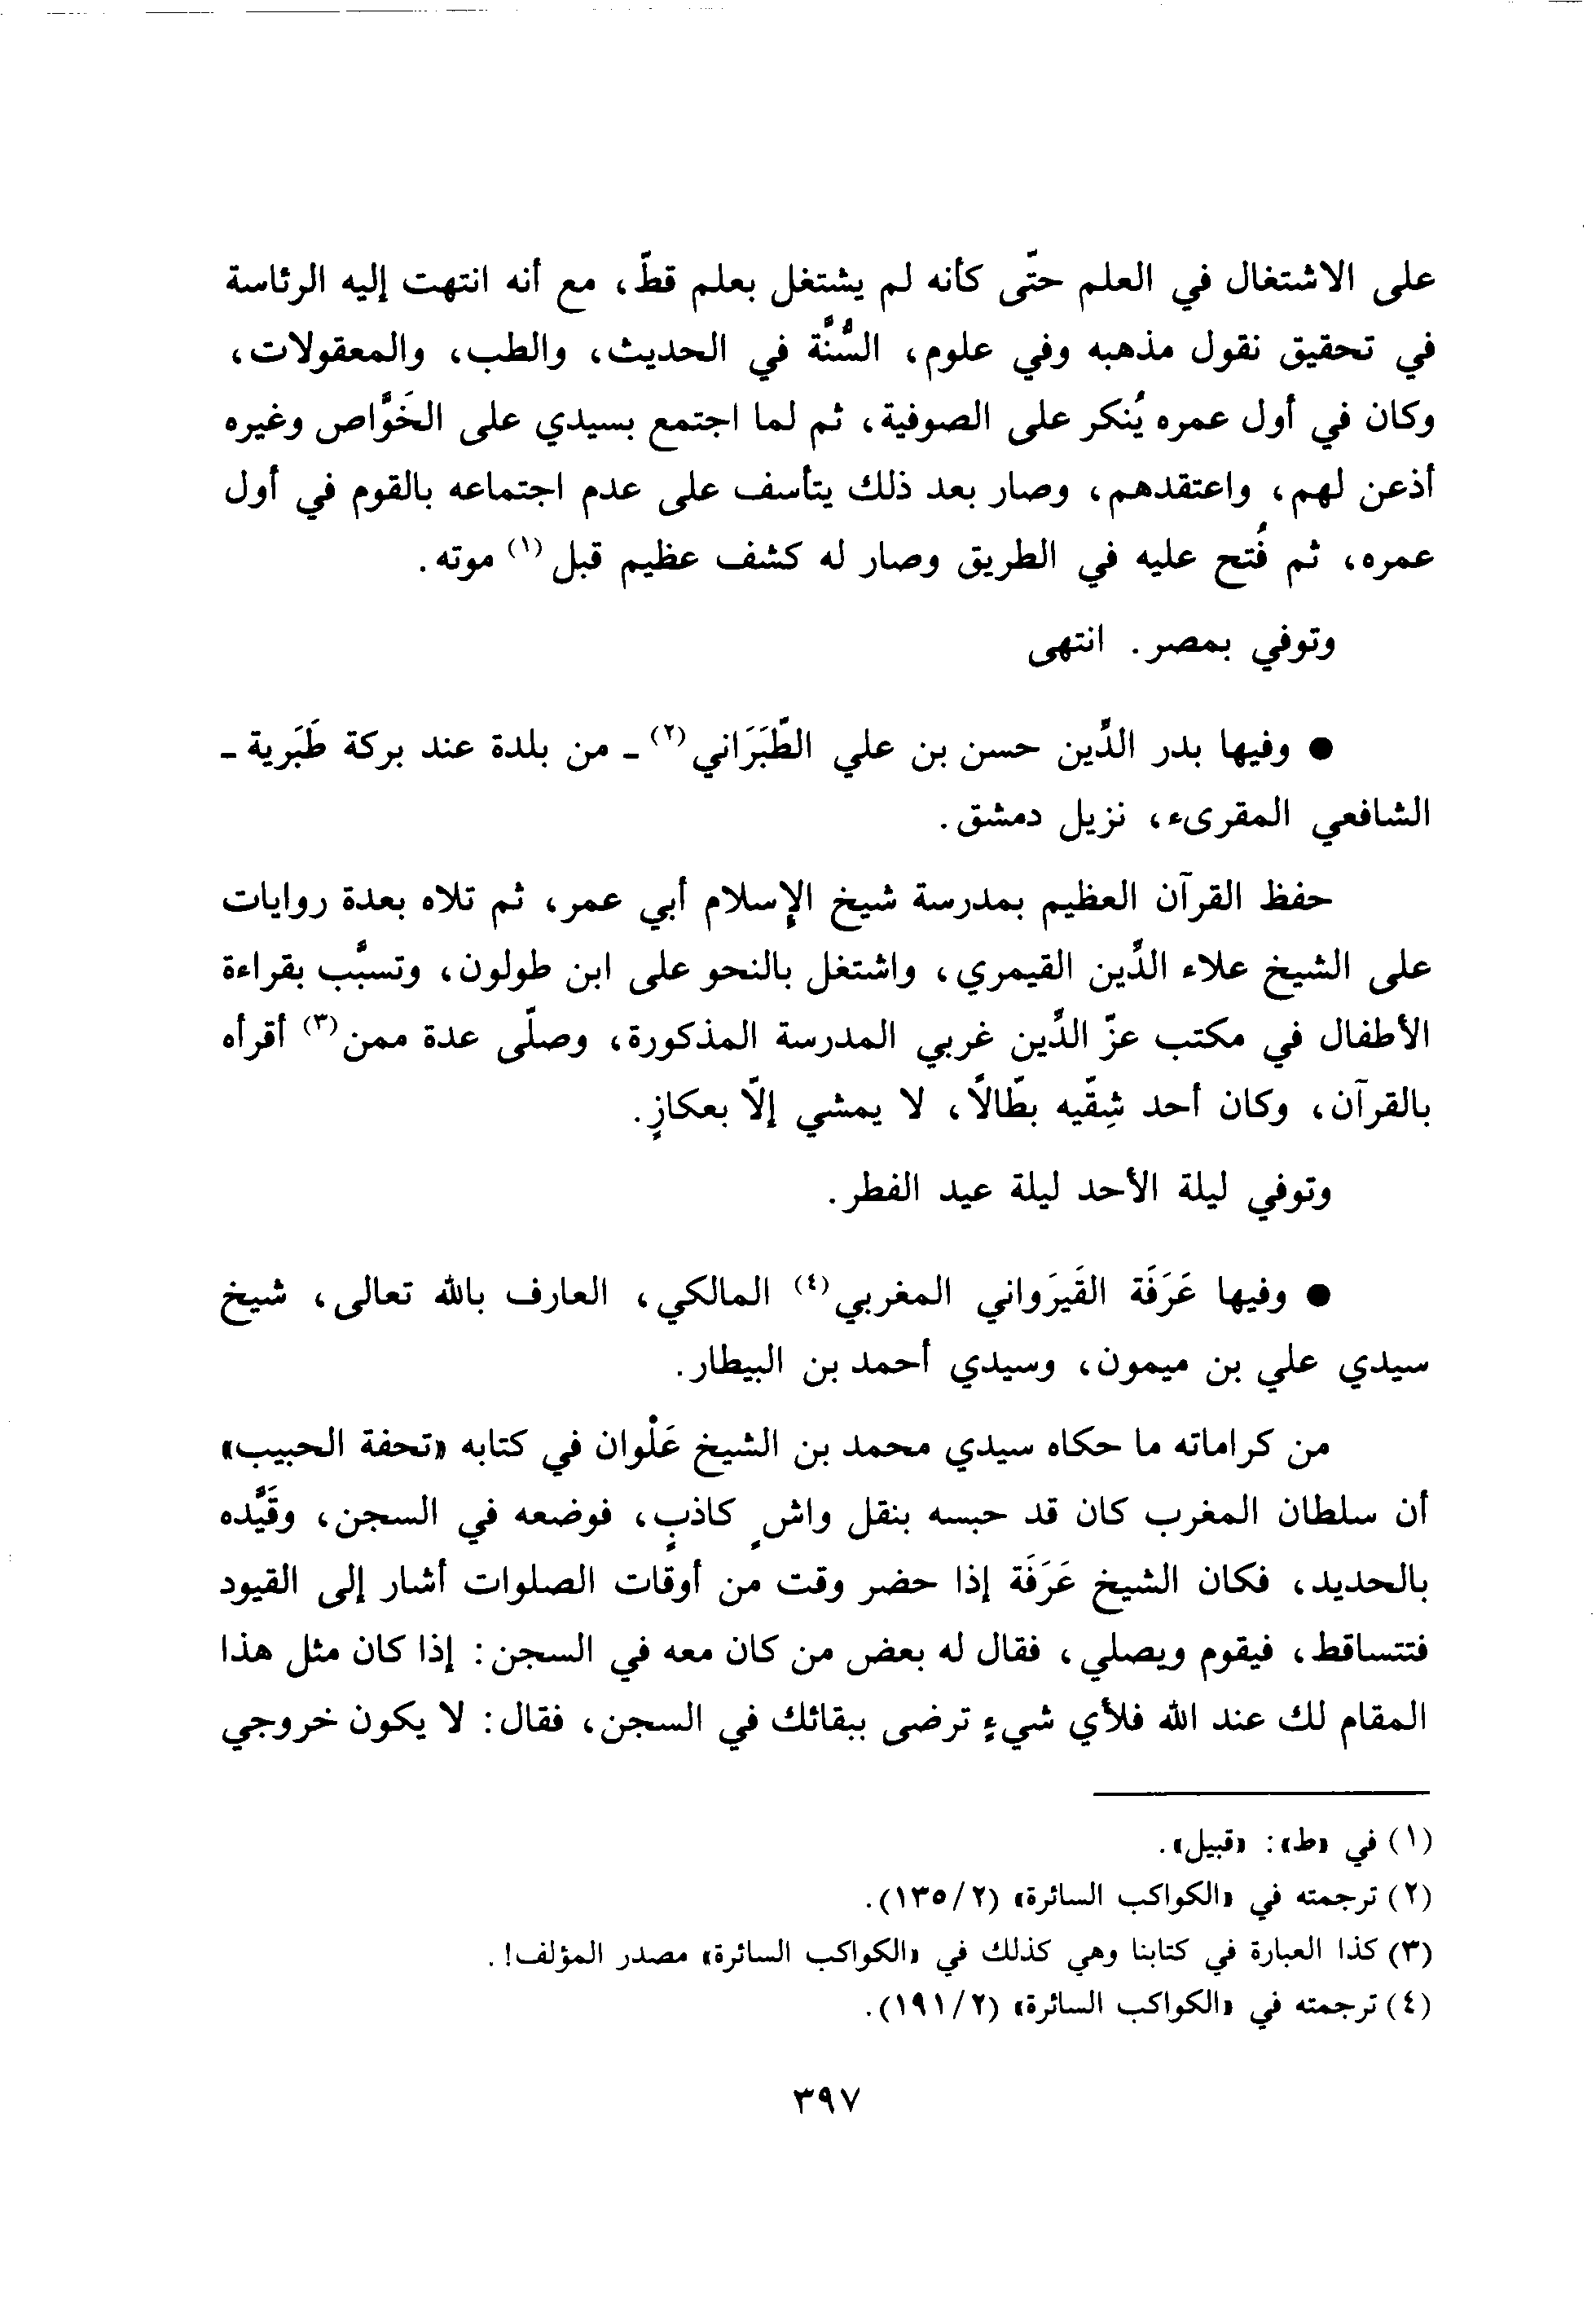 على الاشتغال في العلم حتّى كأنه لم يشتغل بعلم قطّ، مع أنه انتهت إليه الرئاسة
في تحقيق نقول مذهبه وفي علوم، السُّنَّة في الحديث، والطب، والمعقولات،
وكان في أول عمره يُنكر على الصوفية، ثم لما اجتمع بسيدي على الخَوَّاص وغيره
أذعن لهم، واعتقدهم، وصار بعد ذلك يتأسف على عدم اجتماعه بالقوم في أول
عمره، ثم فُتح عليه في الطريق وصار له كشف عظيم قبل (١) موته.
وتوفي بمصر. انتهى
● وفيها بدر الدِّين حسن بن علي الطَّبَرَاني (٢) ـ من بلدة عند بركة طَبَرية ـ
الشافعي المقرىء، نزيل دمشق.
حفظ القرآن العظيم بمدرسة شيخ الإسلام أبي عمر، ثم تلاه بعدة روايات
على الشيخ علاء الدِّين القيمري، واشتغل بالنحو على ابن طولون، وتسبَّب بقراءة
الأطفال في مكتب عزّ الدِّين غربي المدرسة المذكورة، وصلّى عدة ممن (٣) أقرأه
بالقرآن، وكان أحد شِقّيه بطّالاً، لا يمشي إلّا بعكازٍ.
وتوفي ليلة الأحد ليلة عيد الفطر.
● وفيها عَرَفَة القَيرَواني المغربي (٤) المالكي، العارف بالله تعالى، شيخ
سيدي علي بن ميمون، وسيدي أحمد بن البيطار.
من كراماته ما حكاه سيدي محمد بن الشيخ عَلْوان في كتابه «تحفة الحبيب»
أن سلطان المغرب كان قد حبسه بنقل واشٍ كاذبٍ، فوضعه في السجن، وقَيَّده
بالحديد، فكان الشيخ عَرَفَة إذا حضر وقت من أوقات الصلوات أشار إلى القيود
فتتساقط، فيقوم ويصلي، فقال له بعض من كان معه في السجن: إذا كان مثل هذا
المقام لك عند الله فلأي شيءٍ ترضى ببقائك في السجن، فقال: لا يكون خروجي
(١) في «ط»: «قبيل».
(٢) ترجمته في «الكواكب السائرة» (٢/ ١٣٥).
(٣) كذا العبارة في كتابنا وهي كذلك في «الكواكب السائرة» مصدر المؤلف!.
(٤) ترجمته في «الكواكب السائرة» (٢/ ١٩١).
٣٩٧